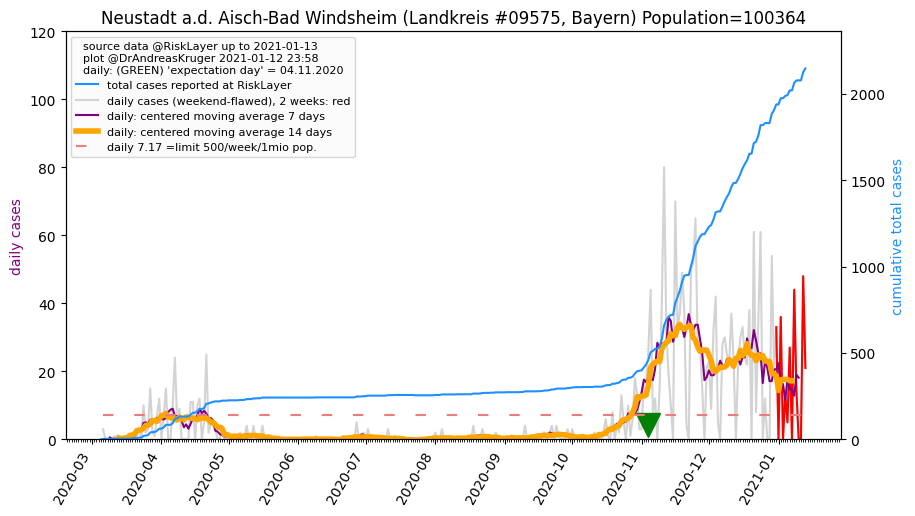 Neustadt a.d. Aisch-Bad Windsheim (Landkreis #09575, Bayern) Population=100364
source data @RiskLayer up to 2021-01-13
plot @DrAndreasKruger 2021-01-12 23:58
daily: (GREEN) 'expectation day' = 04.11.2020
total cases reported at RiskLayer
daily cases (weekend-flawed), 2 weeks: red
daily: centered moving average 7 days
daily: centered moving average 14 days
daily 7.17 =limit 500/week/1mio pop.
daily cases
120
100
80
60
40
20
0
cumulative total cases
2000
1500
1000
500
0
2020-03
2020-04
2020-05
2020-06
2020-07
2020-08
2020-09
2020-10
2020-11
2020-12
2021-01